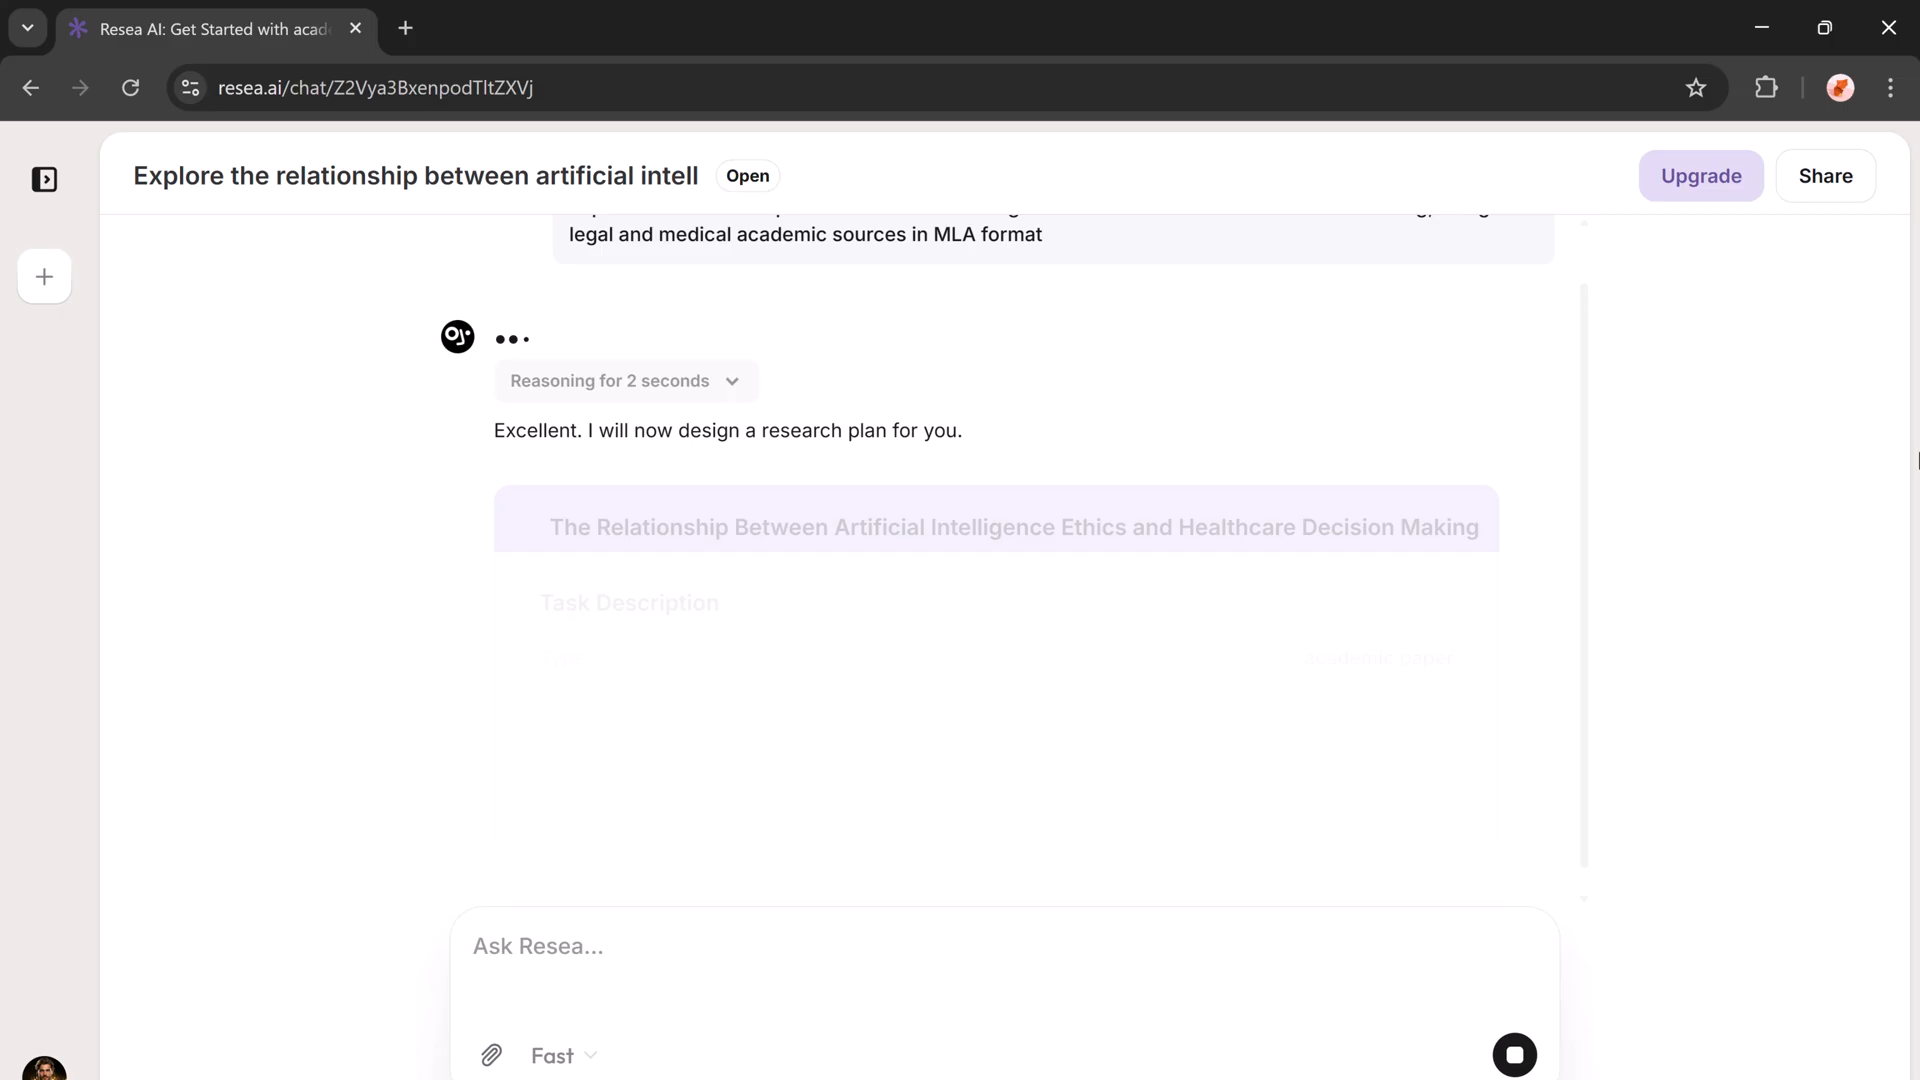 Resea AI: Get Started with acad
resea.ai/chat/Z2Vya3BxenpodTltZXVj
Explore the relationship between artificial intell
Open
Upgrade
Share
legal and medical academic sources in MLA format
Reasoning for 2 seconds
Excellent. I will now design a research plan for you.
The Relationship Between Artificial Intelligence Ethics and Healthcare Decision Making
Task Description
Type
academic paper
Ask Resea...
Fast